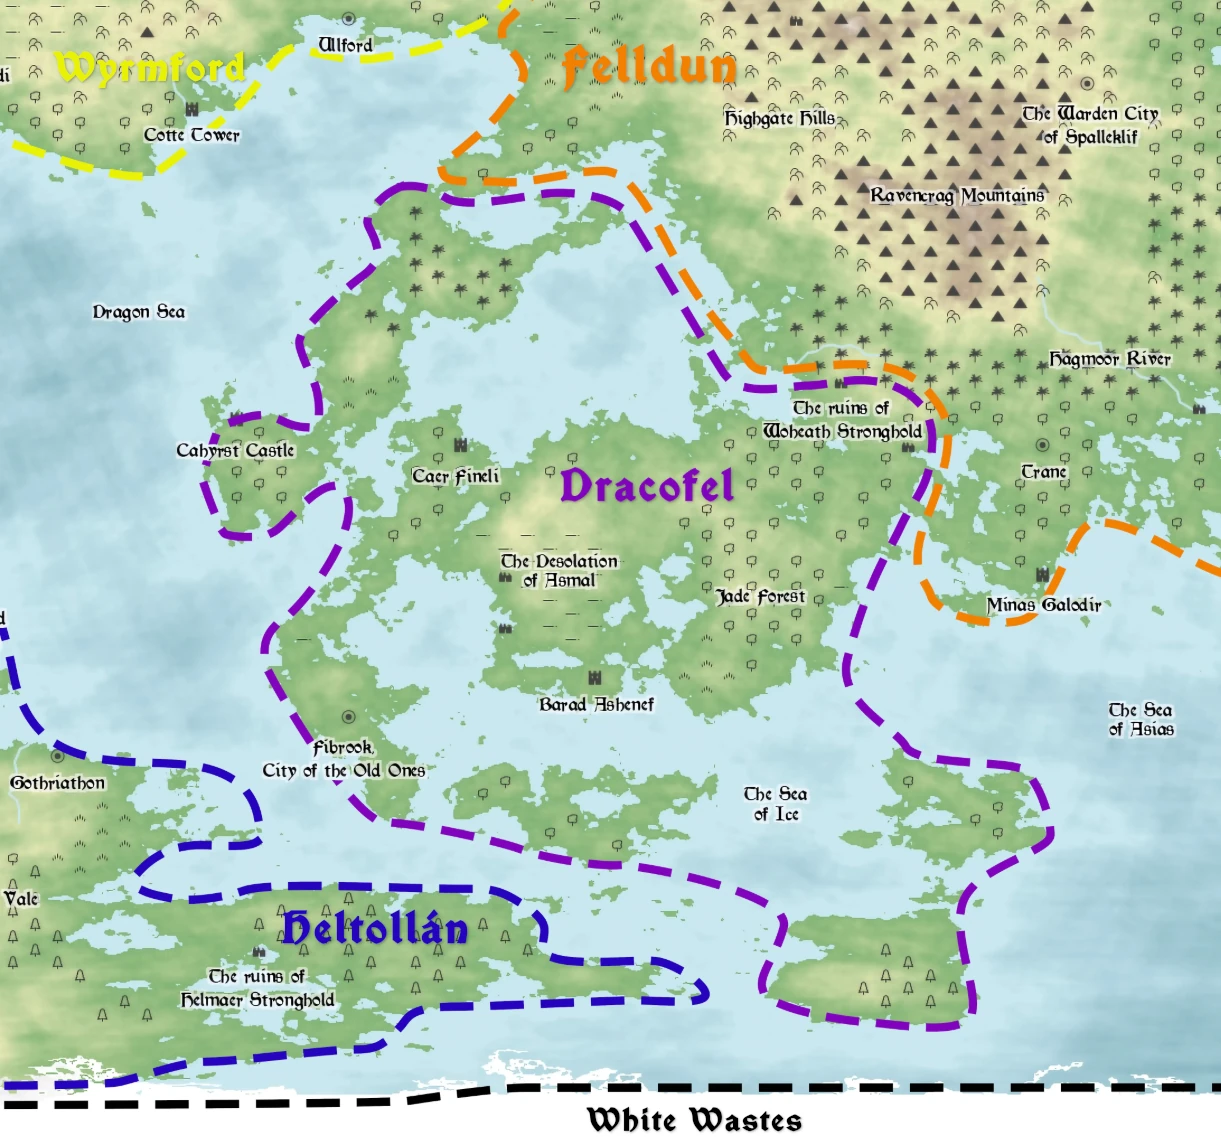 Ulford
Wyrmford
Felldun
di
Cotte Tower
Highgate Hills
The Warden City
of Spalleklif
Ravencrag Mountains
Dragon Sea
Hagmoor River
The ruins of
Woheath Stronghold
Cahyrst Castle
Caer Fineli
Trane
Dracofel
The Desolation
of Asmal
Jade Forest
Minas Galodir
d
Barad Ashenef
The Sea
of Asias
Fibrook,
City of the Old Ones
Gothriathon
The Sea
of Ice
Vale
Heltollán
The ruins of
Helmaer Stronghold
White Wastes